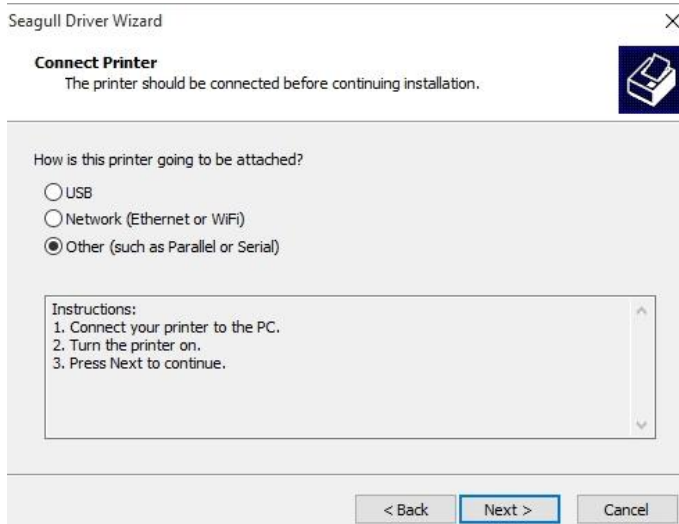 Seagull Driver Wizard
Connect Printer
The printer should be connected before continuing installation.
How is this printer going to be attached?
USB
Network (Ethernet or WiFi)
Other (such as Parallel or Serial)
Instructions:
1. Connect your printer to the PC.
2. Turn the printer on.
3. Press Next to continue.
< Back Next > Cancel